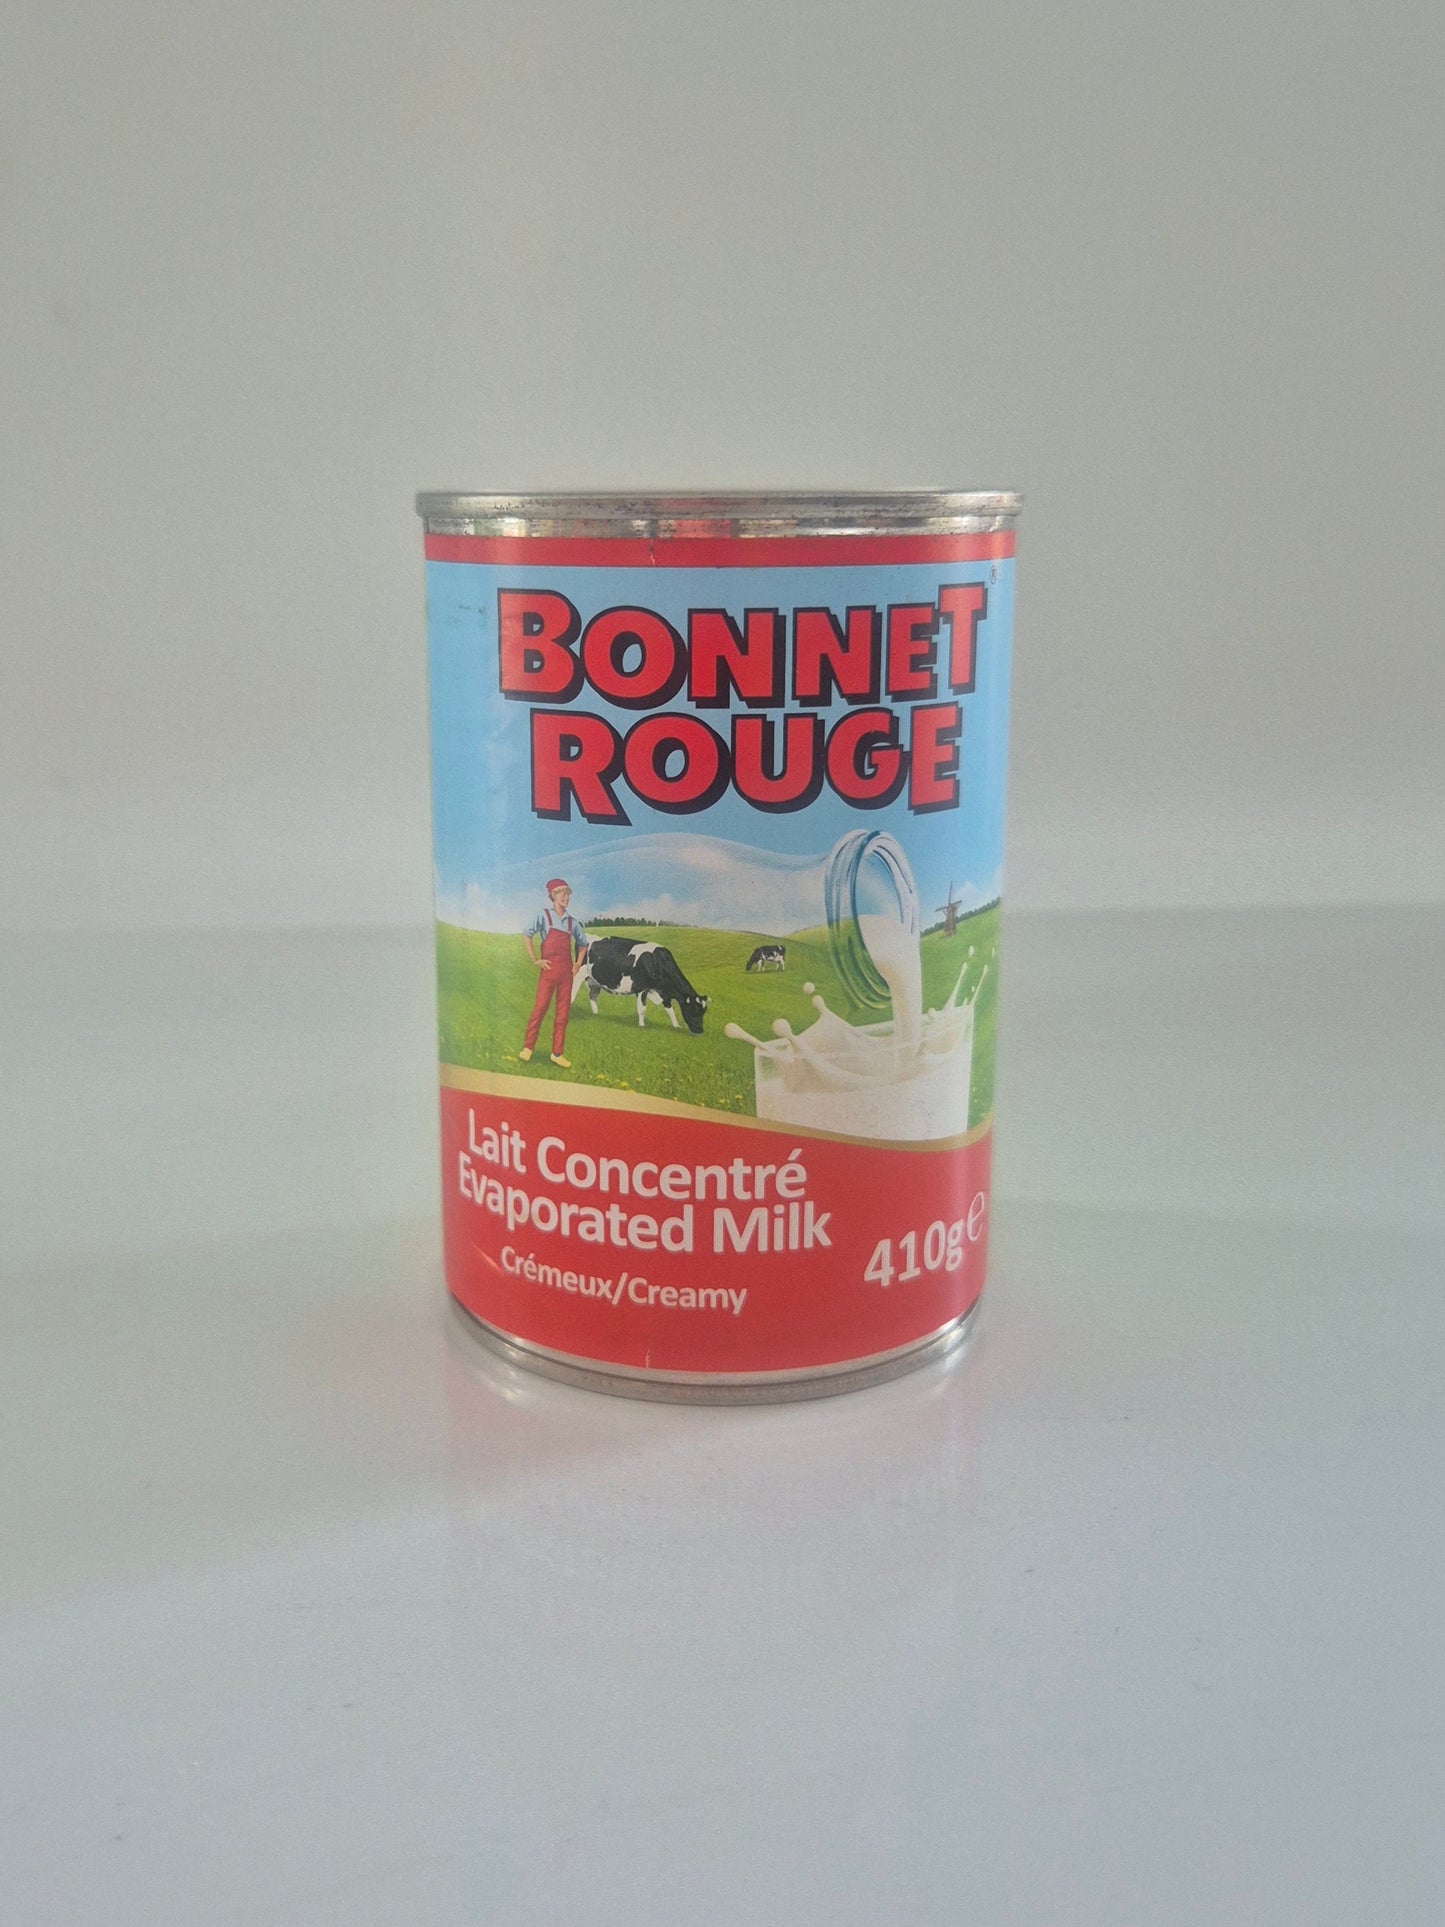 BONNET®
ROUGE
Lait Concentré
Evaporated Milk
Crémeux/Creamy
410g ℮